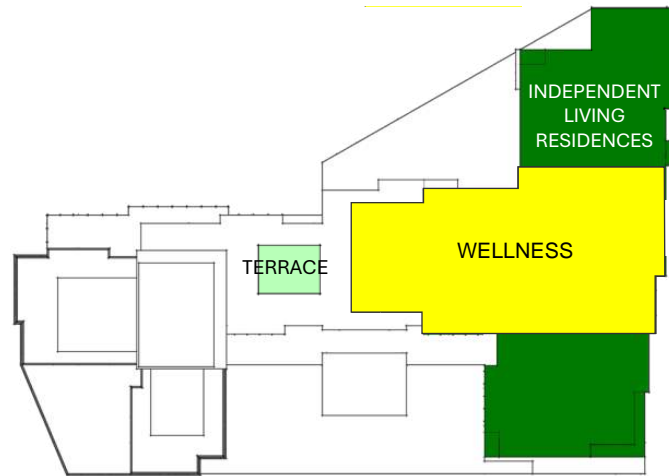 INDEPENDENT
LIVING
RESIDENCES
WELLNESS
TERRACE